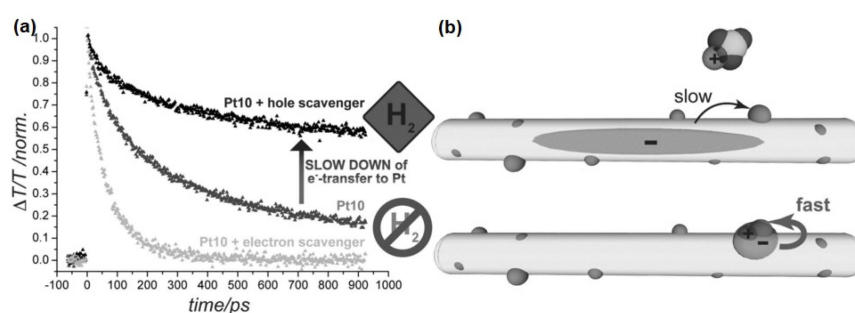 (a)
1.0
0.9
0.8
0.7
0.6
0.5
0.4
0.3
0.2
0.1
0.0
ΔT/T /norm.
-100 0 100 200 300 400 500 600 700 800 900 1000
time/ps
Pt10 + hole scavenger
SLOW DOWN of
e⁻-transfer to Pt
Pt10
Pt10 + electron scavenger
H₂
H₂
(b)
+
slow
-
fast
+
-